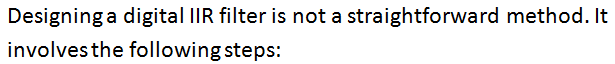 Designing a digital IIR filter is not a straightforward method. It
involves the following steps: